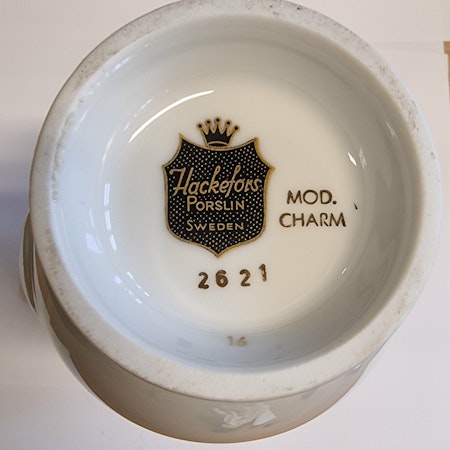 Hackefors
PORSLIN
SWEDEN
MOD.
CHARM
2621
16